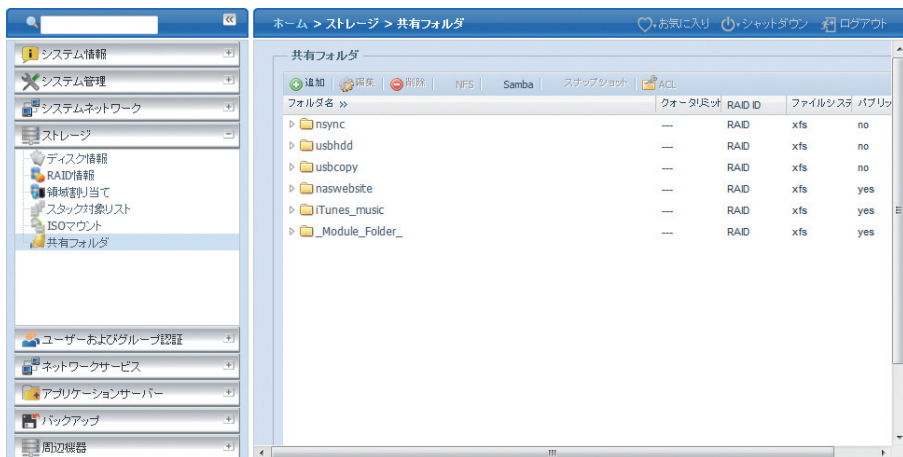 ホーム > ストレージ > 共有フォルダ
お気に入り シャットダウン ログアウト
システム情報
システム管理
システムネットワーク
ストレージ
ディスク情報
RAID情報
領域割り当て
スタック対象リスト
ISOマウント
共有フォルダ
ユーザーおよびグループ認証
ネットワークサービス
アプリケーションサーバー
バックアップ
周辺機器
共有フォルダ
追加 編集 削除 NFS Samba スナップショット ACL
フォルダ名 クォータリミット RAID ID ファイルシステ パブリッ
nsync --- RAID xfs no
usbhdd --- RAID xfs no
usbcopy --- RAID xfs no
naswebsite --- RAID xfs yes
iTunes_music --- RAID xfs yes
_Module_Folder_ --- RAID xfs yes